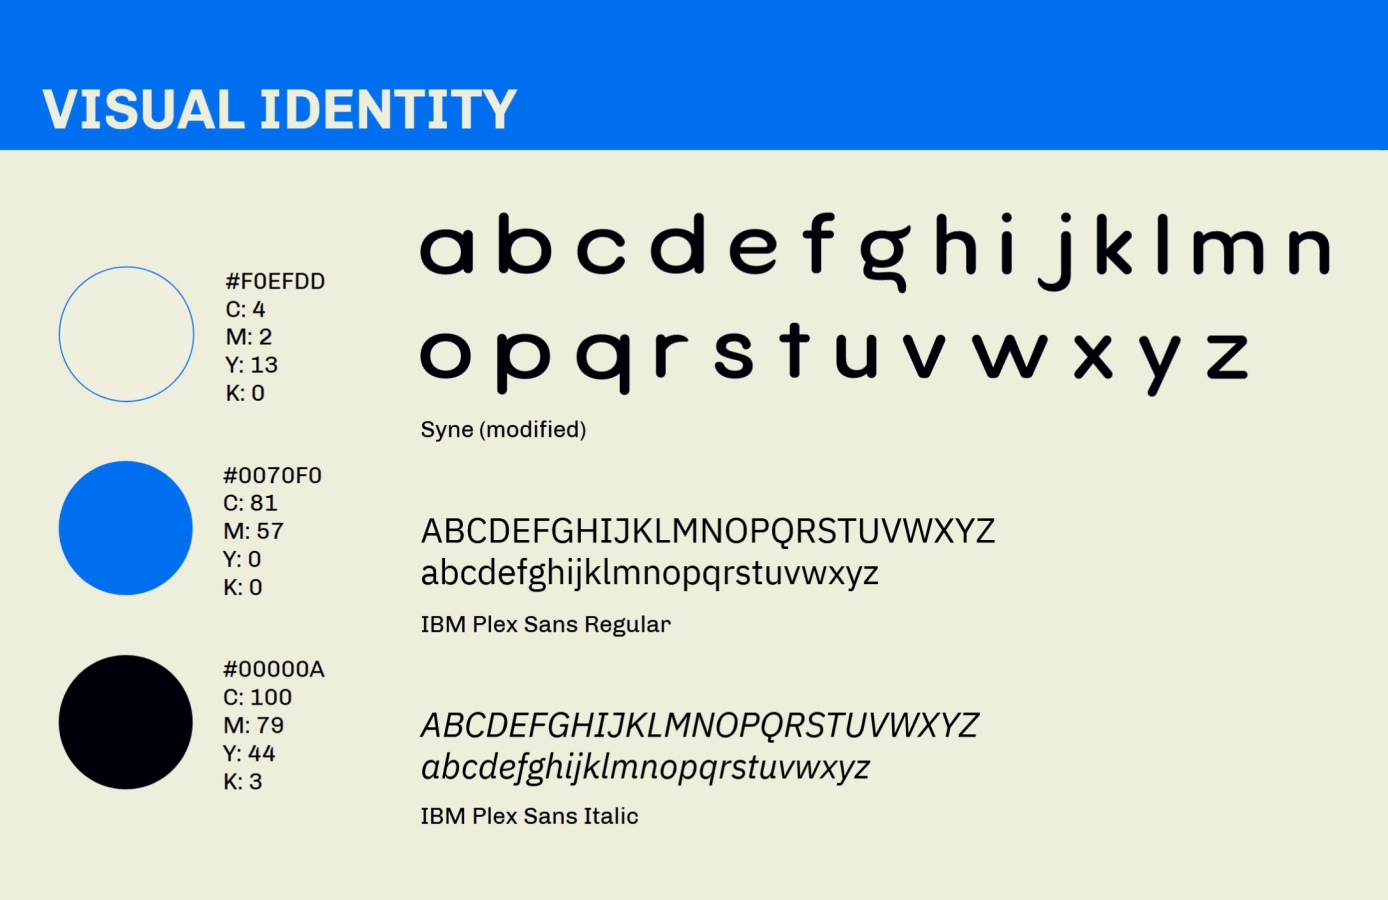 VISUAL IDENTITY
#F0EFDD
C: 4
M: 2
Y: 13
K: 0
#0070F0
C: 81
M: 57
Y: 0
K: 0
#00000A
C: 100
M: 79
Y: 44
K: 3
a b c d e f g h i j k l m n
o p q r s t u v w x y z
Syne (modified)
ABCDEFGHIJKLMNOPQRSTUVWXYZ
abcdefghijklmnopqrstuvwxyz
IBM Plex Sans Regular
ABCDEFGHIJKLMNOPQRSTUVWXYZ
abcdefghijklmnopqrstuvwxyz
IBM Plex Sans Italic